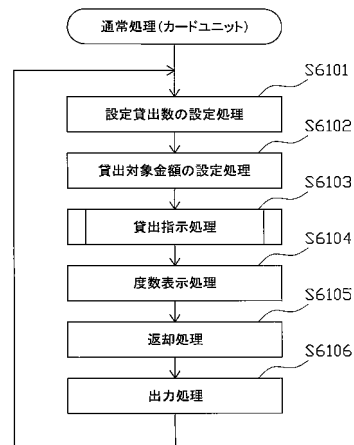 通常処理(カードユニット)
S6101
設定貸出数の設定処理
S6102
貸出対象金額の設定処理
S6103
貸出指示処理
S6104
度数表示処理
S6105
返却処理
S6106
出力処理